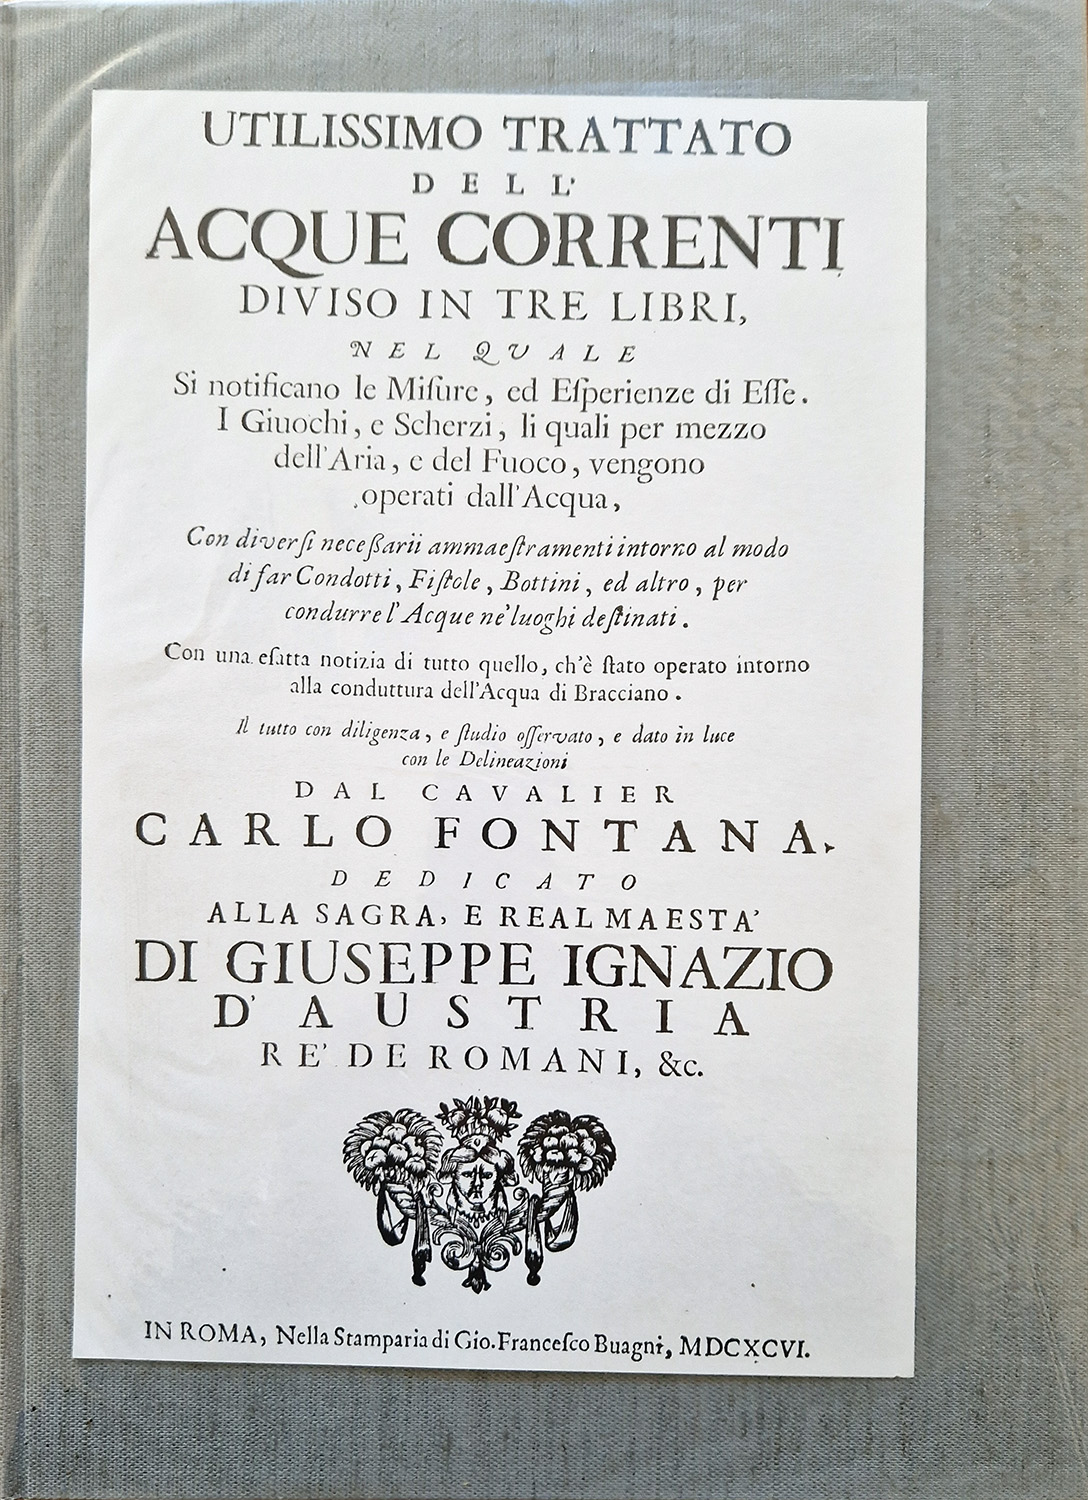 UTILISSIMO TRATTATO
DELL'
ACQUE CORRENTI
DIVISO IN TRE LIBRI,
NEL QVALE
Si notificano le Miſure, ed Eſperienze di Eſſe.
I Giuochi, e Scherzi, li quali per mezzo
dell'Aria, e del Fuoco, vengono
operati dall'Acqua,
Con diverſi neceßarii ammaeſtramenti intorno al modo
di far Condotti, Fiſtole, Bottini, ed altro, per
condurre l'Acque ne' luoghi deſtinati.
Con una eſatta notizia di tutto quello, ch'è ſtato operato intorno
alla conduttura dell'Acqua di Bracciano.
Il tutto con diligenza, e ſtudio oſſervato, e dato in luce
con le Delineazioni
DAL CAVALIER
CARLO FONTANA,
DEDICATO
ALLA SAGRA, E REAL MAESTA'
DI GIUSEPPE IGNAZIO
D'AUSTRIA
RE' DE ROMANI, &c.
IN ROMA, Nella Stamparia di Gio. Franceſco Buagni, MDCXCVI.